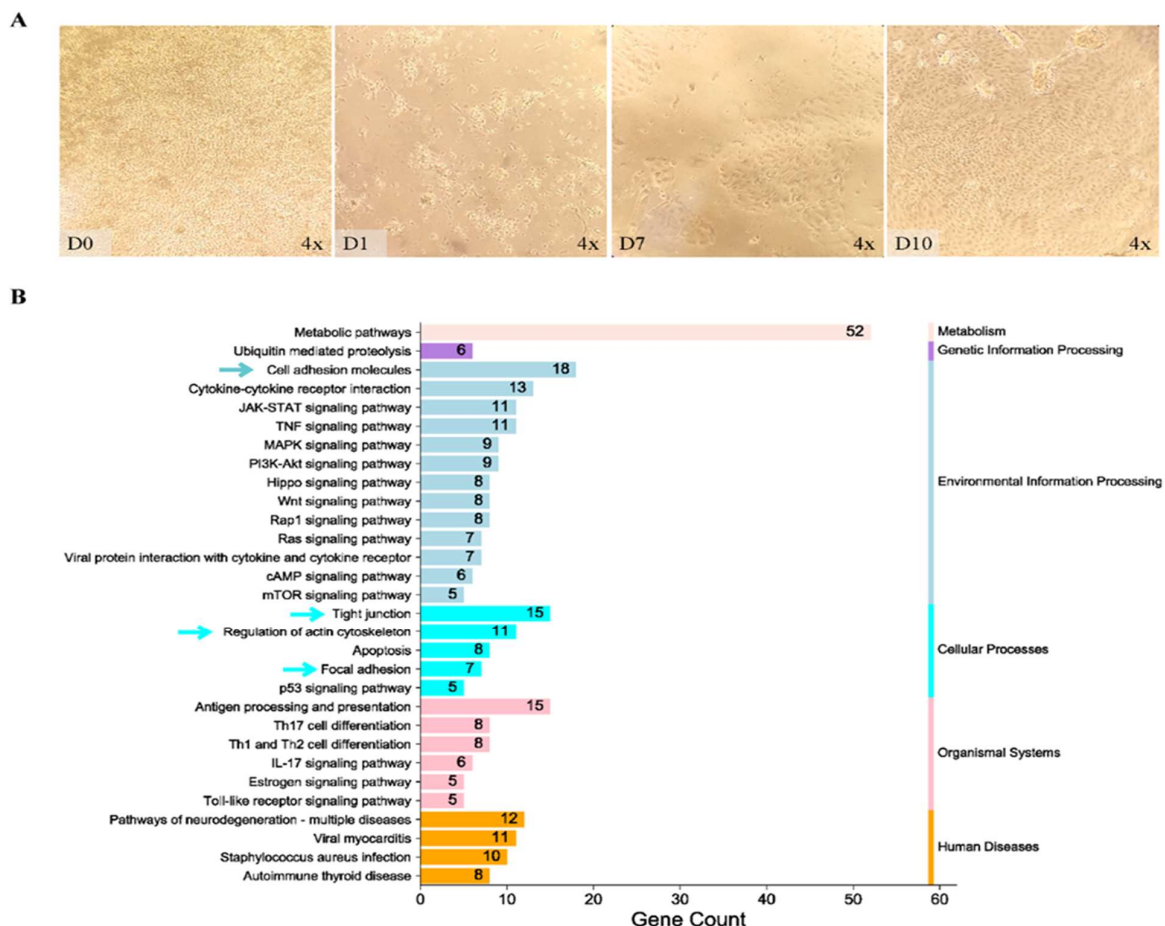 A
D0 4x D1 4x D7 4x D10 4x
B
Metabolic pathways 52 Metabolism
Ubiquitin mediated proteolysis 6 Genetic Information Processing
Cell adhesion molecules 18
Cytokine-cytokine receptor interaction 13
JAK-STAT signaling pathway 11
TNF signaling pathway 11
MAPK signaling pathway 9
PI3K-Akt signaling pathway 9
Hippo signaling pathway 8 Environmental Information Processing
Wnt signaling pathway 8
Rap1 signaling pathway 8
Ras signaling pathway 7
Viral protein interaction with cytokine and cytokine receptor 7
cAMP signaling pathway 6
mTOR signaling pathway 5
Tight junction 15
Regulation of actin cytoskeleton 11
Apoptosis 8 Cellular Processes
Focal adhesion 7
p53 signaling pathway 5
Antigen processing and presentation 15
Th17 cell differentiation 8
Th1 and Th2 cell differentiation 8 Organismal Systems
IL-17 signaling pathway 6
Estrogen signaling pathway 5
Toll-like receptor signaling pathway 5
Pathways of neurodegeneration - multiple diseases 12
Viral myocarditis 11 Human Diseases
Staphylococcus aureus infection 10
Autoimmune thyroid disease 8
0 10 20 30 40 50 60
Gene Count